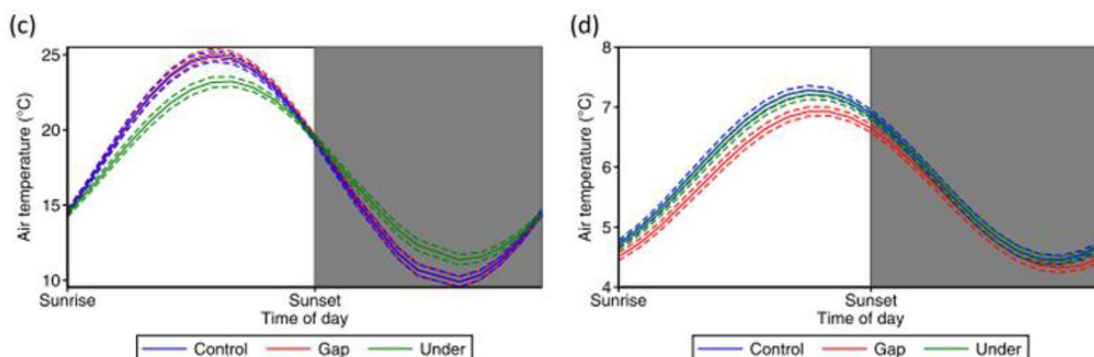 (c)
25
20
15
10
Air temperature (°C)
Sunrise
Sunset
Time of day
Control
Gap
Under
(d)
8
7
6
5
4
Air temperature (°C)
Sunrise
Sunset
Time of day
Control
Gap
Under